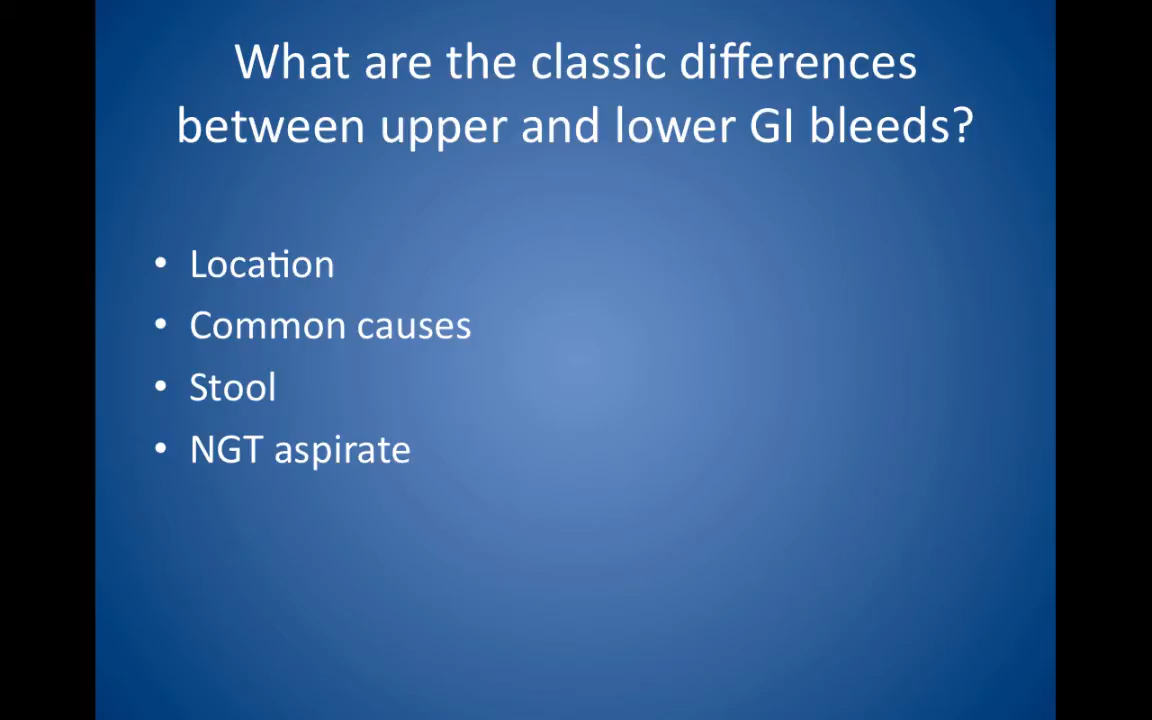 What are the classic differences
between upper and lower GI bleeds?
• Location
• Common causes
• Stool
• NGT aspirate